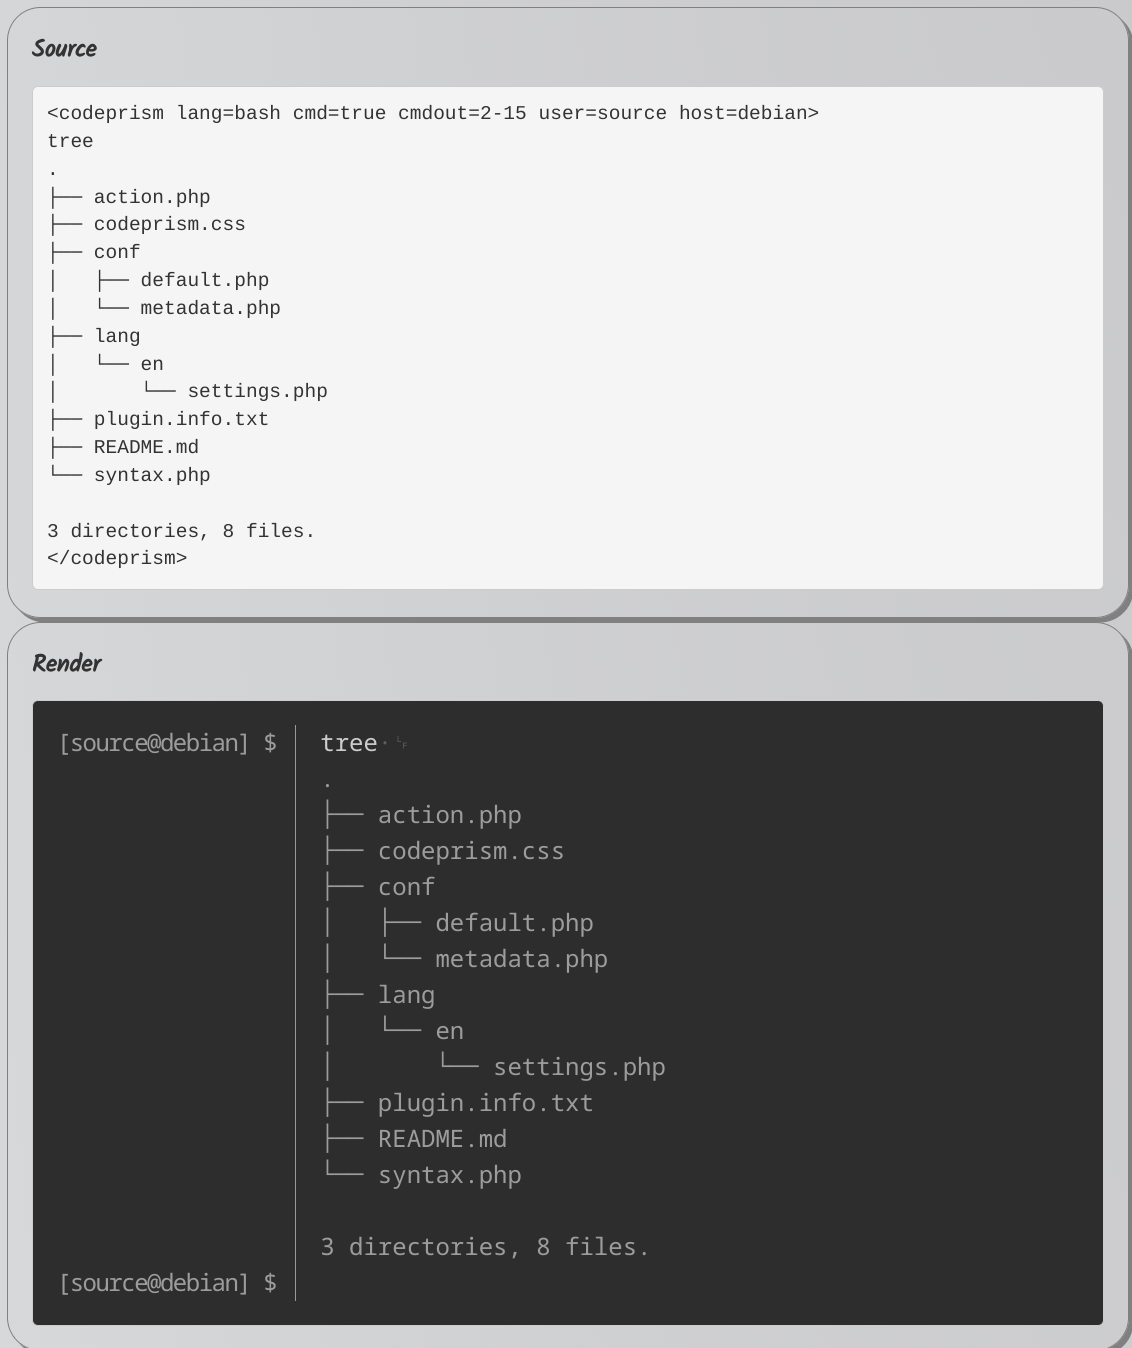 Source
<codeprism lang=bash cmd=true cmdout=2-15 user=source host=debian>
tree
.
├── action.php
├── codeprism.css
├── conf
│   ├── default.php
│   └── metadata.php
├── lang
│   └── en
│       └── settings.php
├── plugin.info.txt
├── README.md
└── syntax.php

3 directories, 8 files.
</codeprism>
Render
[source@debian] $ tree· ␊
.
├── action.php
├── codeprism.css
├── conf
│   ├── default.php
│   └── metadata.php
├── lang
│   └── en
│       └── settings.php
├── plugin.info.txt
├── README.md
└── syntax.php

3 directories, 8 files.
[source@debian] $